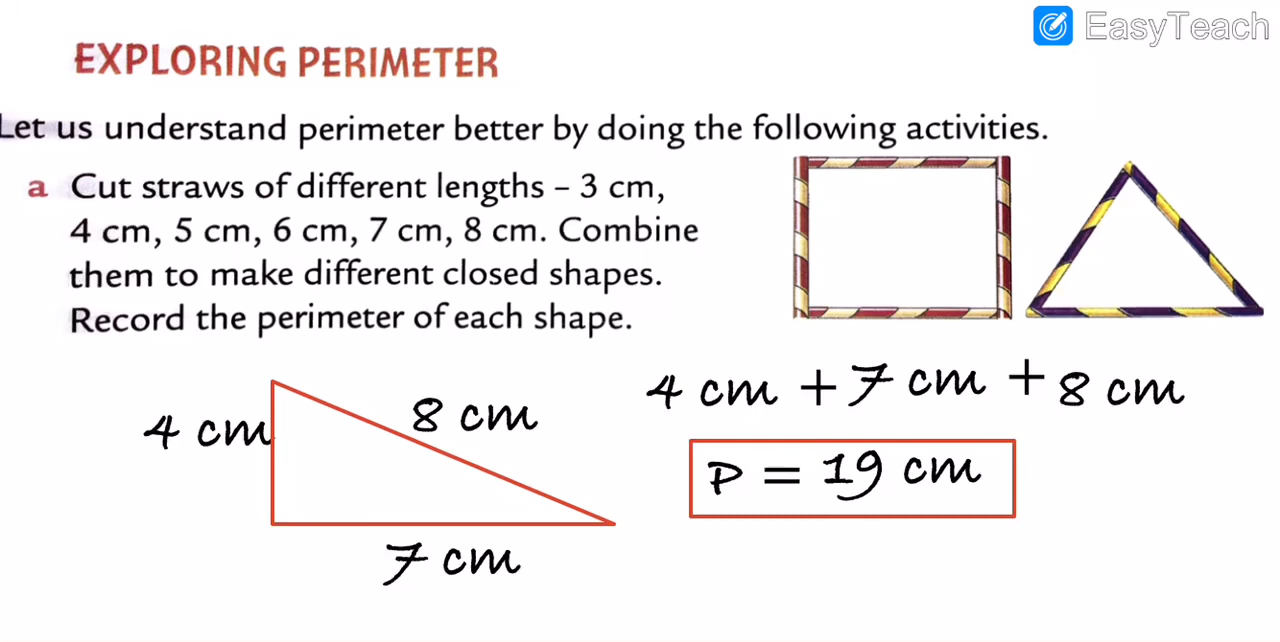 EasyTeach
EXPLORING PERIMETER
Let us understand perimeter better by doing the following activities.
a Cut straws of different lengths – 3 cm,
4 cm, 5 cm, 6 cm, 7 cm, 8 cm. Combine
them to make different closed shapes.
Record the perimeter of each shape.
4 cm
8 cm
7 cm
4 cm + 7 cm + 8 cm
P = 19 cm